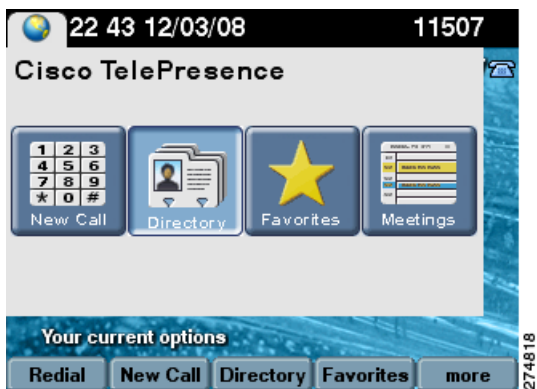 22 43 12/03/08 11507
Cisco TelePresence
1 2 3
4 5 6
7 8 9
* 0 #
New Call Directory Favorites Meetings
Your current options
Redial New Call Directory Favorites more
274818